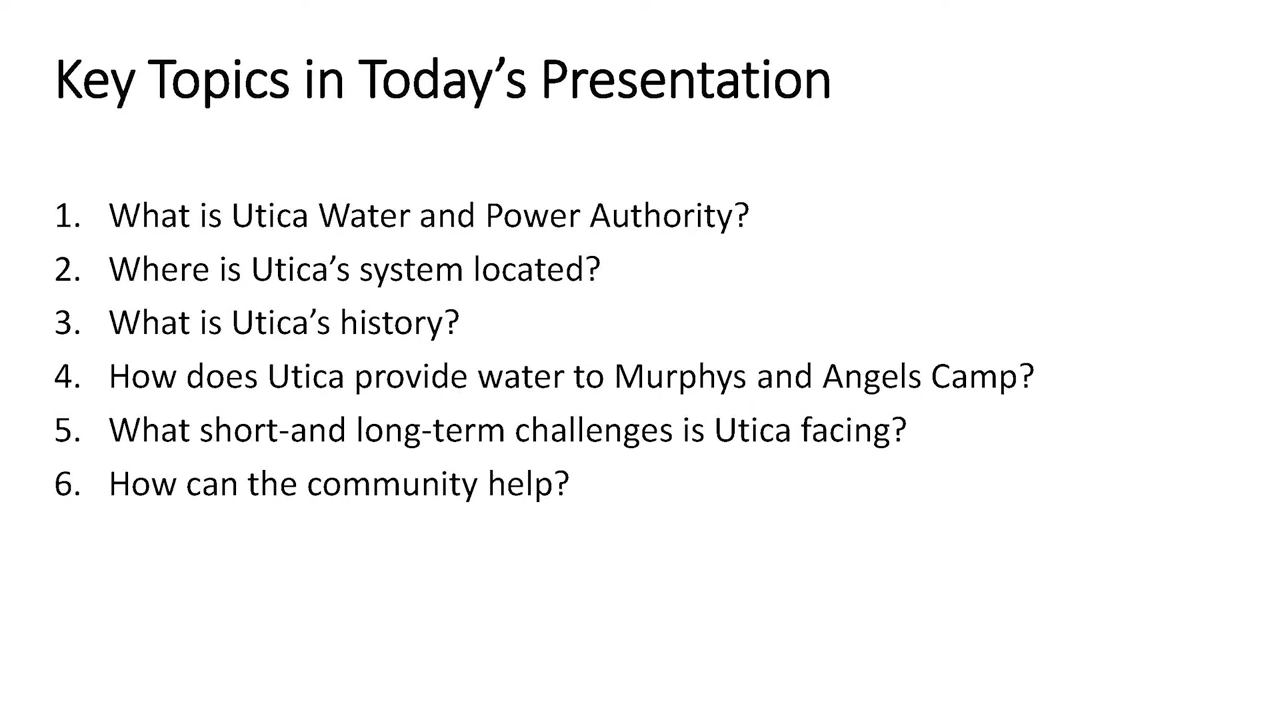 Key Topics in Today’s Presentation
1. What is Utica Water and Power Authority?
2. Where is Utica’s system located?
3. What is Utica’s history?
4. How does Utica provide water to Murphys and Angels Camp?
5. What short-and long-term challenges is Utica facing?
6. How can the community help?